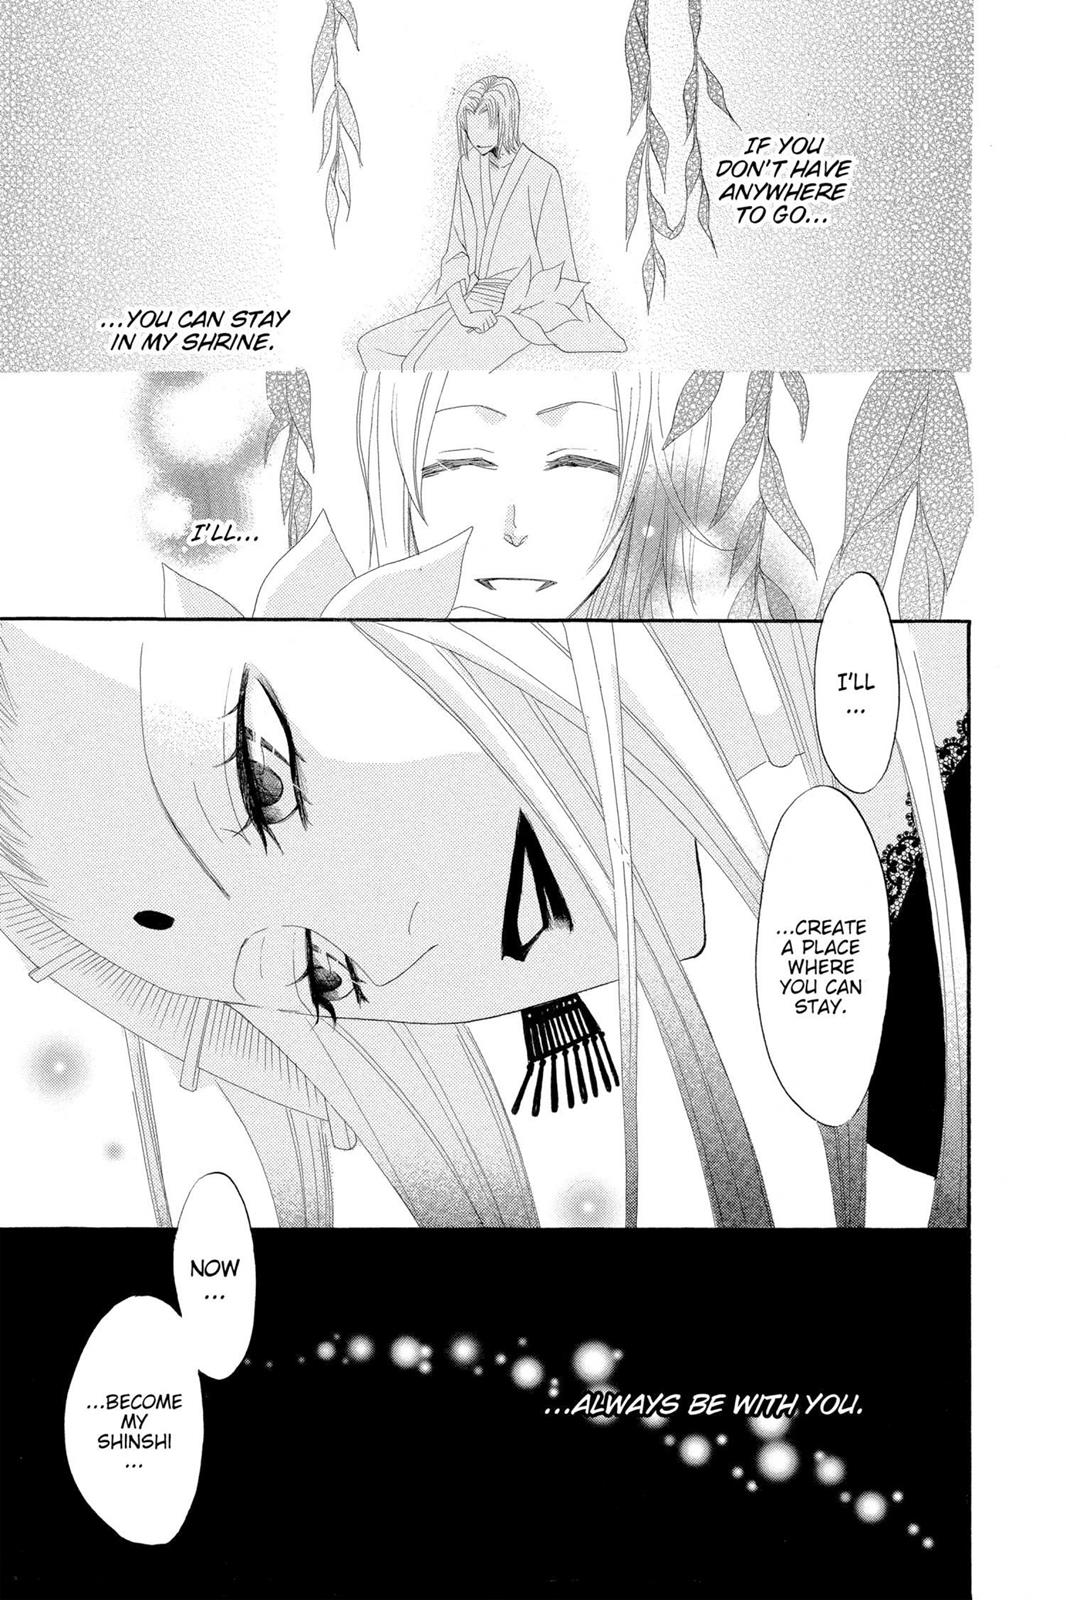 IF YOU
DON'T HAVE
ANYWHERE
TO GO...
...YOU CAN STAY
IN MY SHRINE.
I'LL...
I'LL
...
...CREATE
A PLACE
WHERE
YOU CAN
STAY.
NOW
...
...BECOME
MY
SHINSHI
...
...ALWAYS BE WITH YOU.